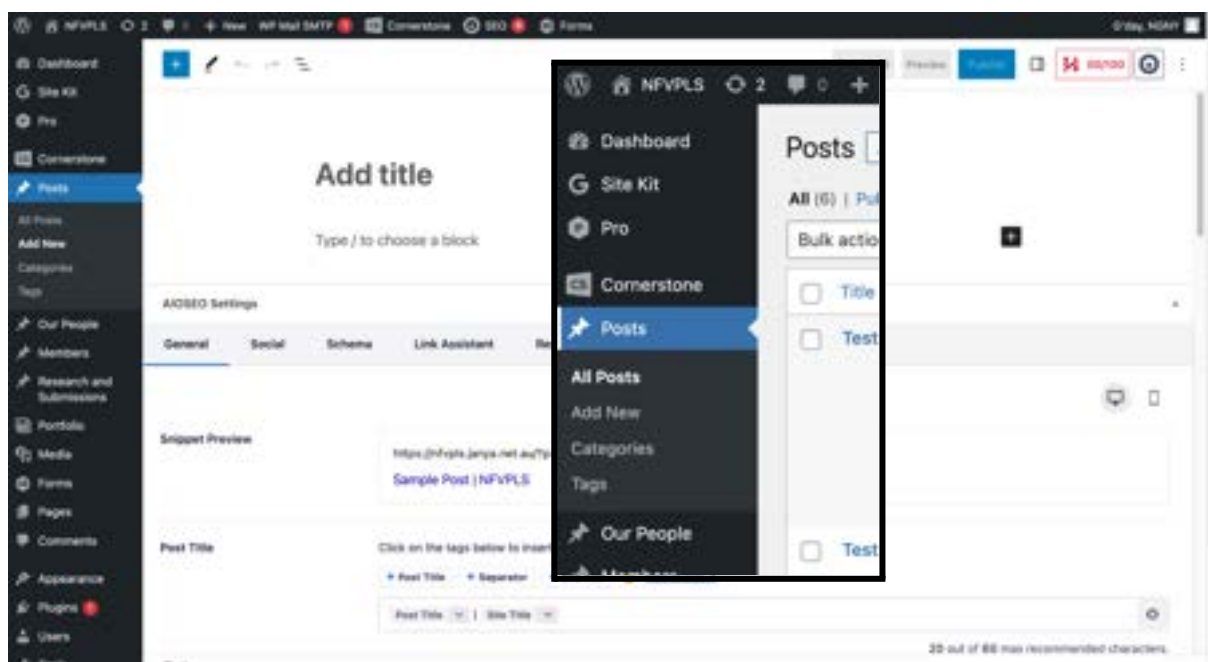 NFVPLS 2 + New WP Mail SMTP Cornerstone SEO Forms
G'day,
Dashboard
Site Kit
Pro
Cornerstone
Posts
All Posts
Add New
Categories
Tags
Our People
Members
Research and
Submissions
Portfolio
Media
Forms
Pages
Comments
Appearance
Plugins
Users
Preview
Add title
Type / to choose a block
AIOSEO Settings
General Social Schema Link Assistant
Snippet Preview
Sample Post | NFVPLS
Post Title
Click on the tags below to insert
+ Post Title + Separator
Post Title | Site Title
20 out of 60 max recommended characters.
NFVPLS 2 0 +
Dashboard
Site Kit
Pro
Cornerstone
Posts
All Posts
Add New
Categories
Tags
Our People
Posts
All (6) |
Bulk actio
Title
Test
Test